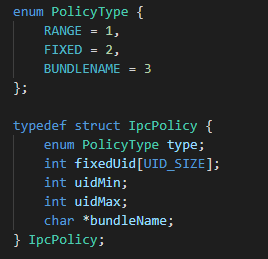 enum PolicyType {
    RANGE = 1,
    FIXED = 2,
    BUNDLENAME = 3
};

typedef struct IpcPolicy {
    enum PolicyType type;
    int fixedUid[UID_SIZE];
    int uidMin;
    int uidMax;
    char *bundleName;
} IpcPolicy;